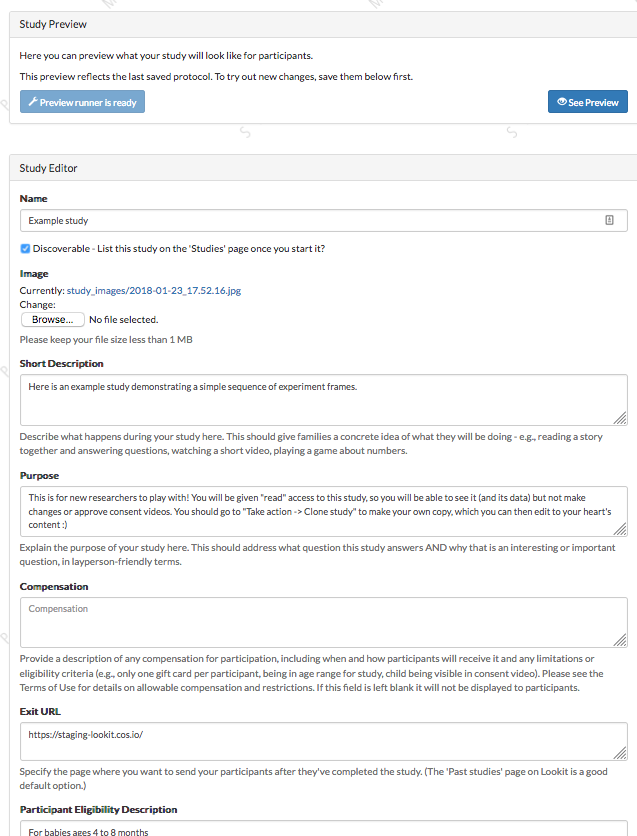 Study Preview
Here you can preview what your study will look like for participants.
This preview reflects the last saved protocol. To try out new changes, save them below first.
Preview runner is ready
See Preview
Study Editor
Name
Example study
Discoverable - List this study on the 'Studies' page once you start it?
Image
Currently: study_images/2018-01-23_17.52.16.jpg
Change:
Browse... No file selected.
Please keep your file size less than 1 MB
Short Description
Here is an example study demonstrating a simple sequence of experiment frames.
Describe what happens during your study here. This should give families a concrete idea of what they will be doing - e.g., reading a story
together and answering questions, watching a short video, playing a game about numbers.
Purpose
This is for new researchers to play with! You will be given "read" access to this study, so you will be able to see it (and its data) but not make
changes or approve consent videos. You should go to "Take action -> Clone study" to make your own copy, which you can then edit to your heart's
content :)
Explain the purpose of your study here. This should address what question this study answers AND why that is an interesting or important
question, in layperson-friendly terms.
Compensation
Compensation
Provide a description of any compensation for participation, including when and how participants will receive it and any limitations or
eligibility criteria (e.g., only one gift card per participant, being in age range for study, child being visible in consent video). Please see the
Terms of Use for details on allowable compensation and restrictions. If this field is left blank it will not be displayed to participants.
Exit URL
https://staging-lookit.cos.io/
Specify the page where you want to send your participants after they've completed the study. (The 'Past studies' page on Lookit is a good
default option.)
Participant Eligibility Description
For babies ages 4 to 8 months